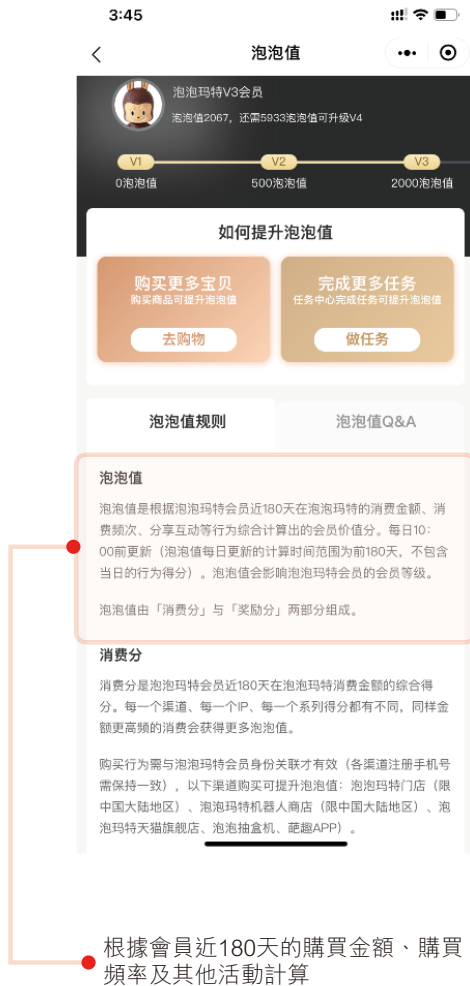 3:45
泡泡值
泡泡玛特V3会员
泡泡值2067，还需5933泡泡值可升级V4
V1 V2 V3
0泡泡值 500泡泡值 2000泡泡值
如何提升泡泡值
购买更多宝贝 完成更多任务
购买商品可提升泡泡值 任务中心完成任务可提升泡泡值
去购物 做任务
泡泡值规则 泡泡值Q&A
泡泡值
泡泡值是根据泡泡玛特会员近180天在泡泡玛特的消费金额、消
费频次、分享互动等行为综合计算出的会员价值分。每日10：
00前更新（泡泡值每日更新的计算时间范围为前180天，不包含
当日的行为得分）。泡泡值会影响泡泡玛特会员的会员等级。
泡泡值由「消费分」与「奖励分」两部分组成。
消费分
消费分是泡泡玛特会员近180天在泡泡玛特消费金额的综合得
分。每一个渠道、每一个IP、每一个系列得分都有不同，同样金
额更高频的消费会获得更多泡泡值。
购买行为需与泡泡玛特会员身份关联才有效（各渠道注册手机号
需保持一致），以下渠道购买可提升泡泡值：泡泡玛特门店（限
中国大陆地区）、泡泡玛特机器人商店（限中国大陆地区）、泡
泡玛特天猫旗舰店、泡泡抽盒机、葩趣APP）。
根據會員近180天的購買金額、購買
頻率及其他活動計算